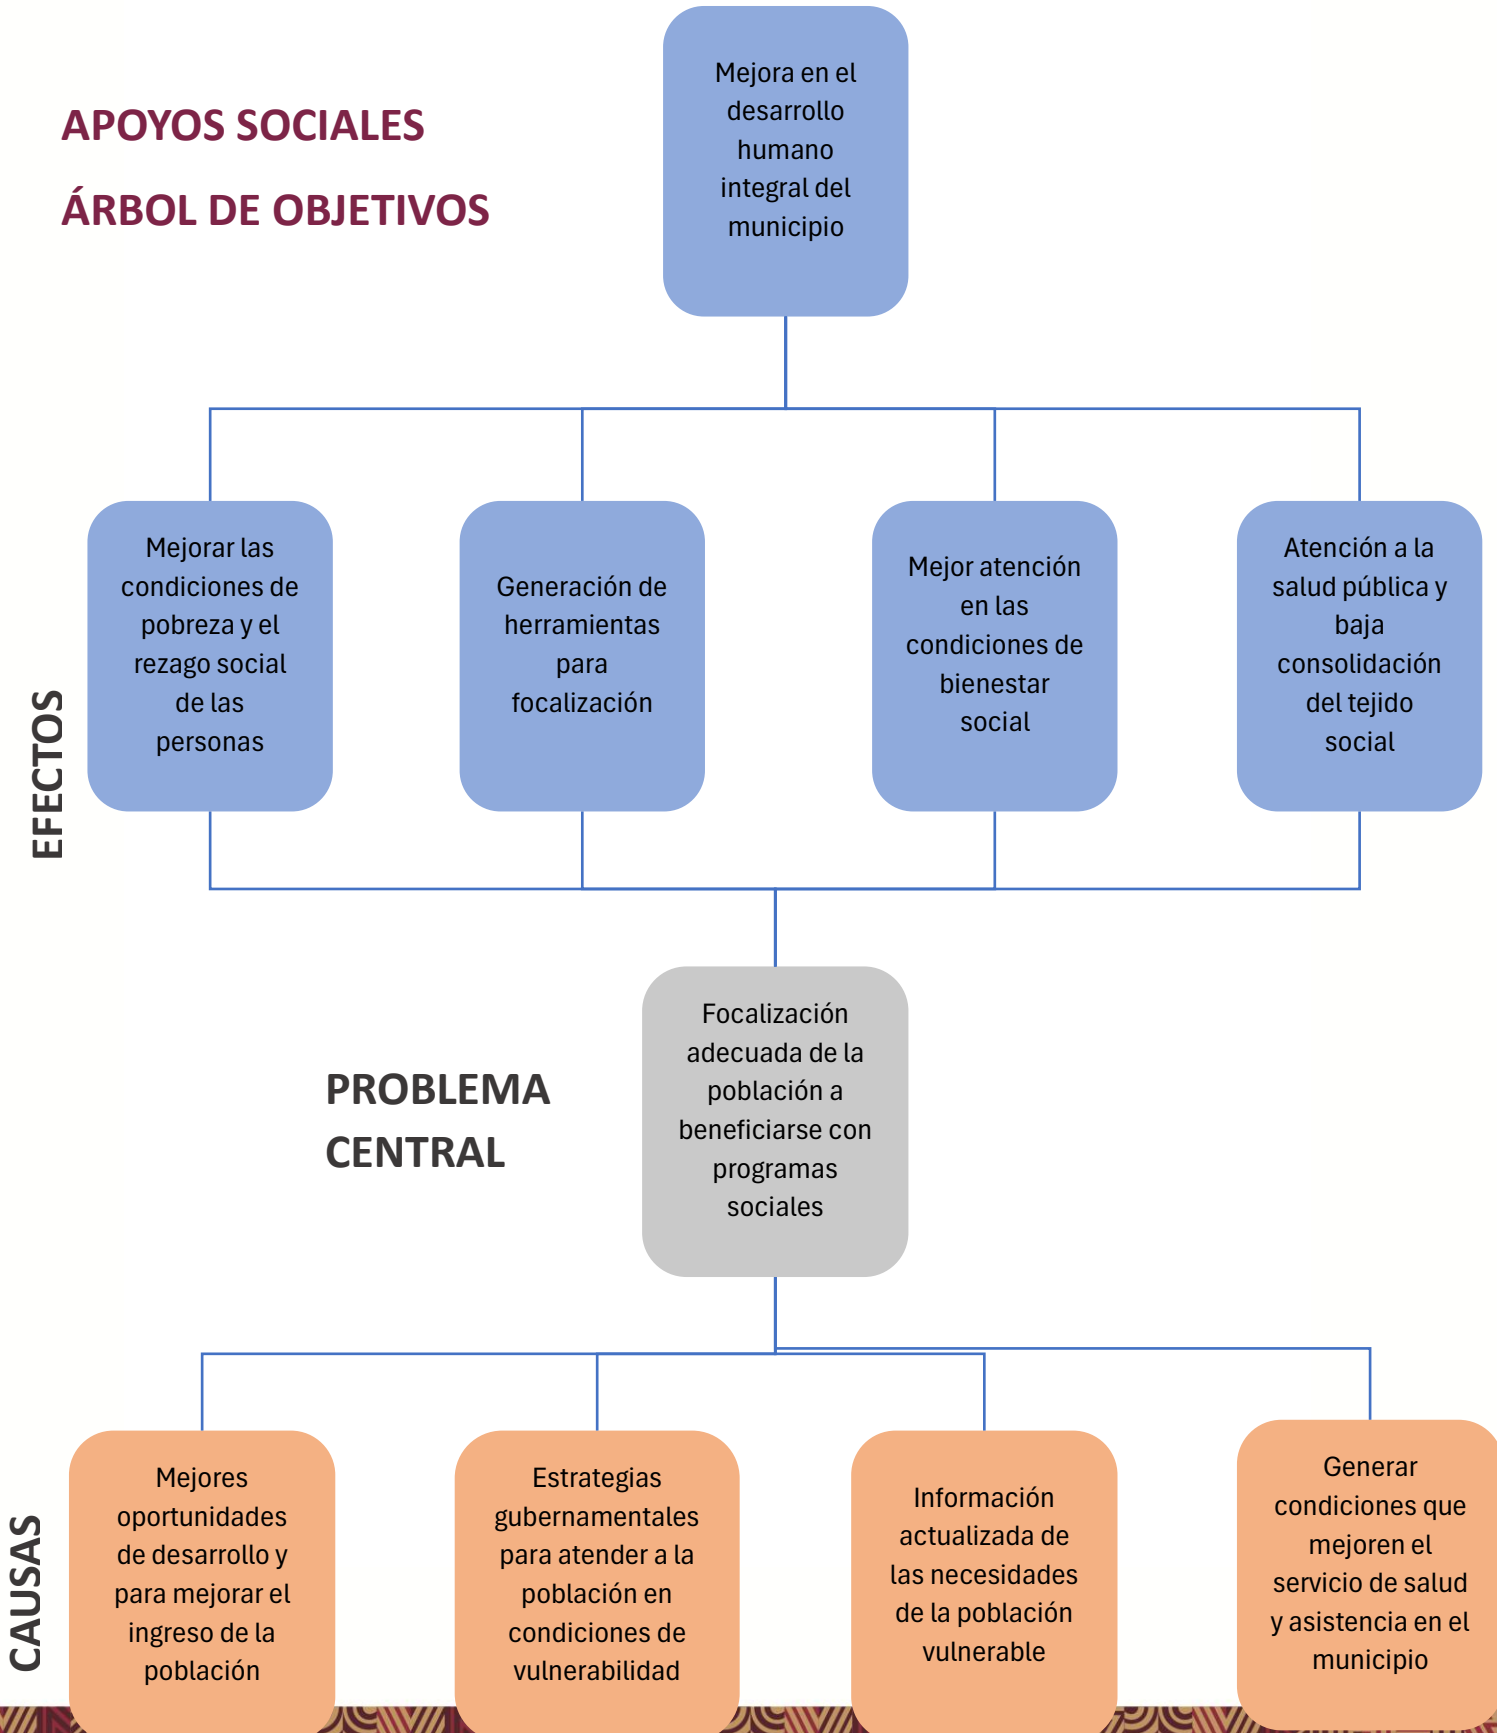 APOYOS SOCIALES
ÁRBOL DE OBJETIVOS
Mejora en el
desarrollo
humano
integral del
municipio
EFECTOS
Mejorar las
condiciones de
pobreza y el
rezago social
de las
personas
Generación de
herramientas
para
focalización
Mejor atención
en las
condiciones de
bienestar
social
Atención a la
salud pública y
baja
consolidación
del tejido
social
PROBLEMA
CENTRAL
Focalización
adecuada de la
población a
beneficiarse con
programas
sociales
CAUSAS
Mejores
oportunidades
de desarrollo y
para mejorar el
ingreso de la
población
Estrategias
gubernamentales
para atender a la
población en
condiciones de
vulnerabilidad
Información
actualizada de
las necesidades
de la población
vulnerable
Generar
condiciones que
mejoren el
servicio de salud
y asistencia en el
municipio